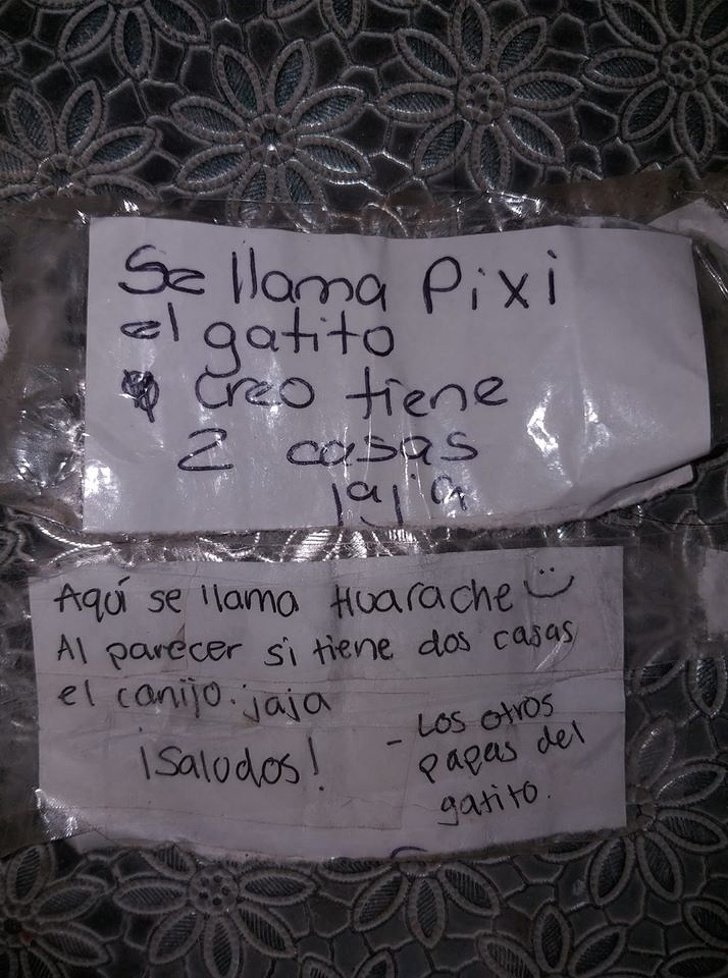 Se llama Pixi
el gatito
creo tiene
2 casas
jaja
Aquí se llama Huarache
Al parecer si tiene dos casas
el canijo. jaja
¡Saludos!
- Los otros
papas del
gatito.